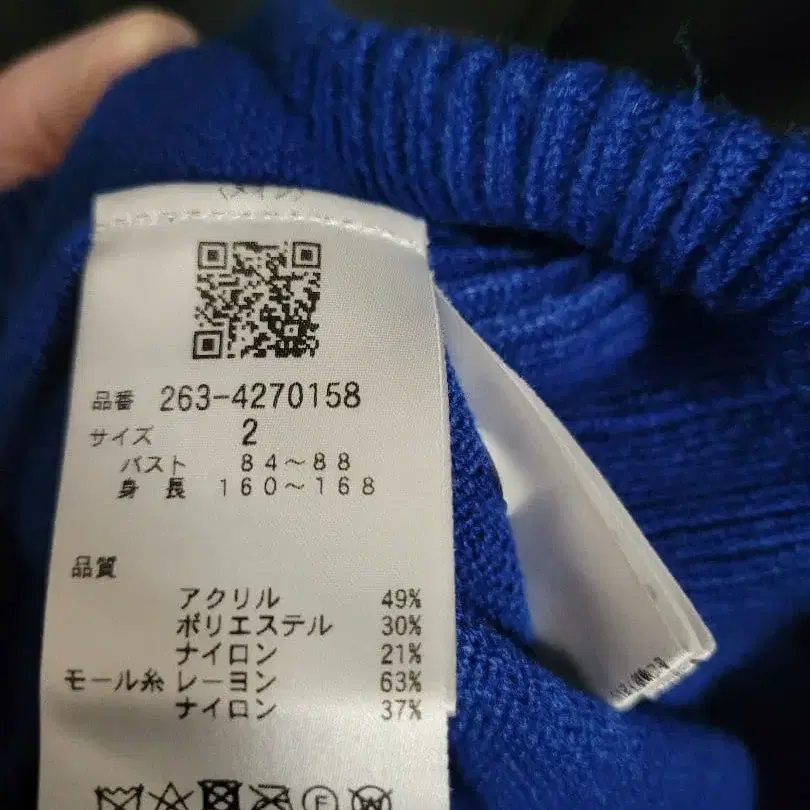 品番 263-4270158
サイズ 2
バスト 84～88
身長 160～168
品質
アクリル 49%
ポリエステル 30%
ナイロン 21%
モール糸 レーヨン 63%
ナイロン 37%
F W